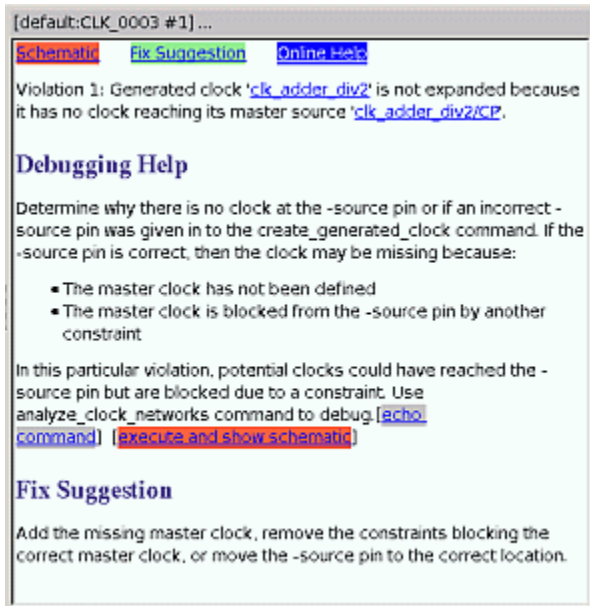 [default:CLK_0003 #1] ...
Schematic Fix Suggestion Online Help
Violation 1: Generated clock 'clk_adder_div2' is not expanded because
it has no clock reaching its master source 'clk_adder_div2/CP'.
Debugging Help
Determine why there is no clock at the -source pin or if an incorrect -
source pin was given in to the create_generated_clock command. If the
-source pin is correct, then the clock may be missing because:
• The master clock has not been defined
• The master clock is blocked from the -source pin by another
constraint
In this particular violation, potential clocks could have reached the -
source pin but are blocked due to a constraint. Use
analyze_clock_networks command to debug.[echo
command] [execute and show schematic]
Fix Suggestion
Add the missing master clock, remove the constraints blocking the
correct master clock, or move the -source pin to the correct location.